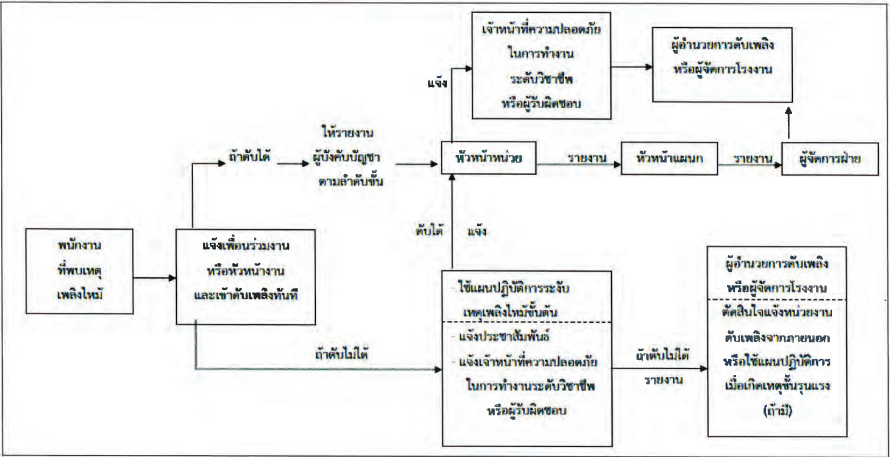 เจ้าหน้าที่ความปลอดภัย
ในการทำงาน
ระดับวิชาชีพ
หรือผู้รับผิดชอบ
ผู้อำนวยการดับเพลิง
หรือผู้จัดการโรงงาน
แจ้ง
ถ้าดับได้
ให้รายงาน
ผู้บังคับบัญชา
ตามลำดับขั้น
หัวหน้าหน่วย
รายงาน
หัวหน้าแผนก
รายงาน
ผู้จัดการฝ่าย
ดับได้
แจ้ง
พนักงาน
ที่พบเหตุ
เพลิงไหม้
แจ้งเพื่อนร่วมงาน
หรือหัวหน้างาน
และเข้าดับเพลิงทันที
ถ้าดับไม่ได้
- ใช้แผนปฏิบัติการระงับ
เหตุเพลิงไหม้ขั้นต้น
- แจ้งประชาสัมพันธ์
- แจ้งเจ้าหน้าที่ความปลอดภัย
ในการทำงานระดับวิชาชีพ
หรือผู้รับผิดชอบ
ถ้าดับไม่ได้
รายงาน
ผู้อำนวยการดับเพลิง
หรือผู้จัดการโรงงาน
ตัดสินใจแจ้งหน่วยงาน
ดับเพลิงจากภายนอก
หรือใช้แผนปฏิบัติการ
เมื่อเกิดเหตุขั้นรุนแรง
(ถ้ามี)